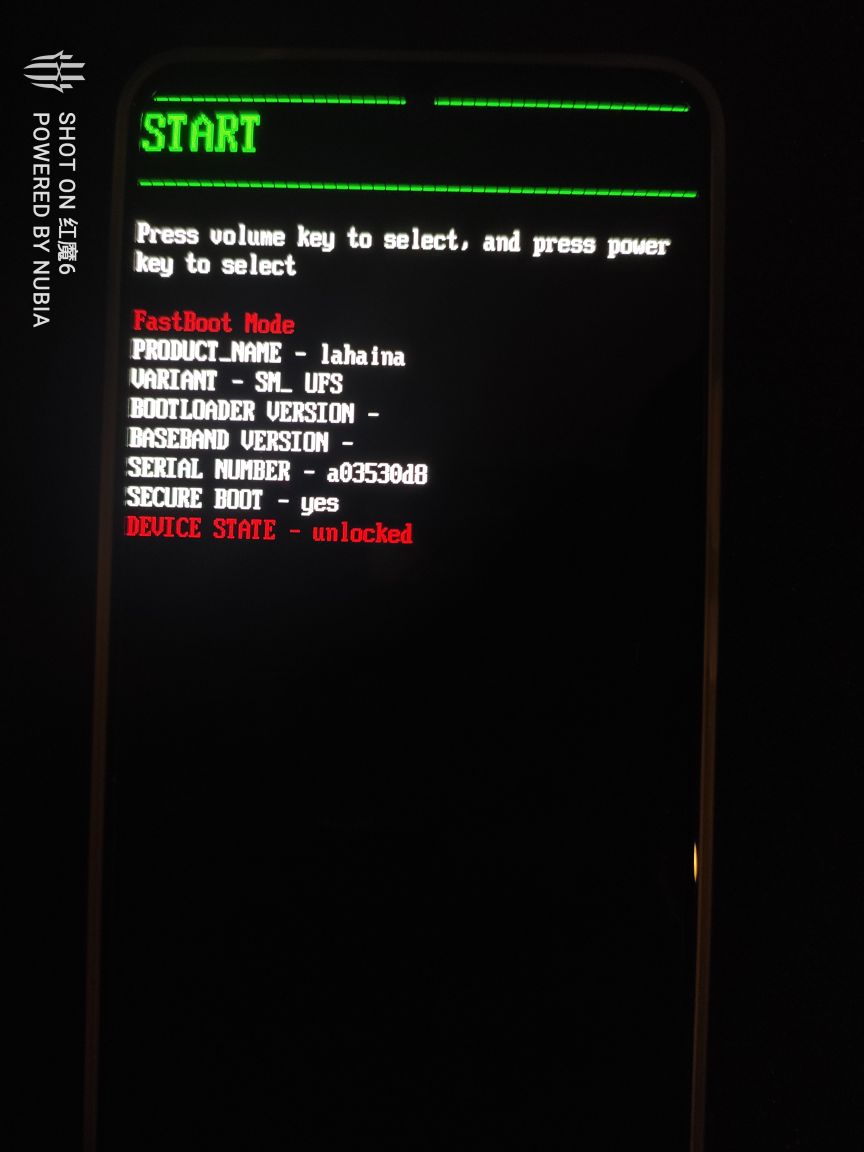 START
Press volume key to select, and press power
key to select
FastBoot Mode
PRODUCT_NAME - lahaina
VARIANT - SM_ UFS
BOOTLOADER VERSION -
BASEBAND VERSION -
SERIAL NUMBER - a03530d8
SECURE BOOT - yes
DEVICE STATE - unlocked
SHOT ON 红魔6
POWERED BY NUBIA